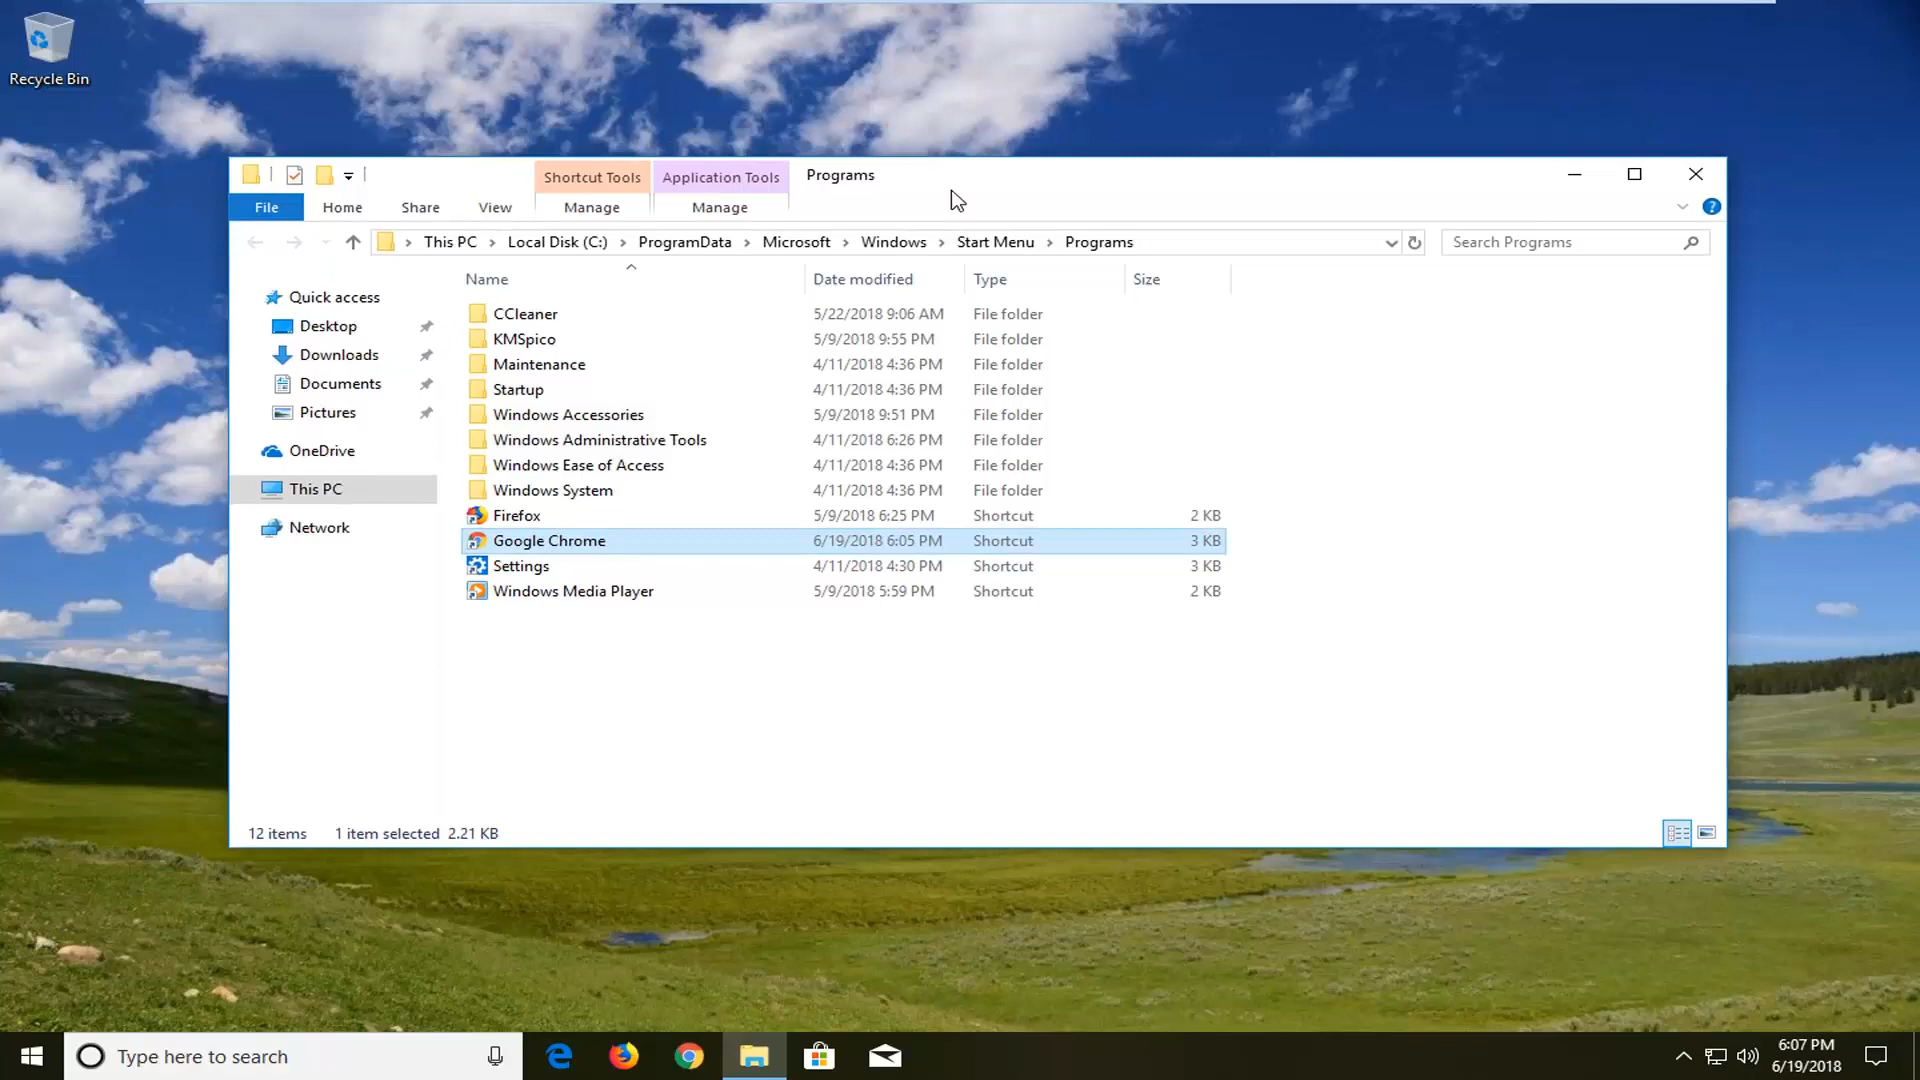 Recycle Bin
Shortcut Tools Application Tools Programs
File Home Share View Manage Manage
This PC Local Disk (C:) ProgramData Microsoft Windows Start Menu Programs Search Programs
Name Date modified Type Size
Quick access
Desktop
Downloads
Documents
Pictures
OneDrive
This PC
Network
CCleaner 5/22/2018 9:06 AM File folder
KMSpico 5/9/2018 9:55 PM File folder
Maintenance 4/11/2018 4:36 PM File folder
Startup 4/11/2018 4:36 PM File folder
Windows Accessories 5/9/2018 9:51 PM File folder
Windows Administrative Tools 4/11/2018 6:26 PM File folder
Windows Ease of Access 4/11/2018 4:36 PM File folder
Windows System 4/11/2018 4:36 PM File folder
Firefox 5/9/2018 6:25 PM Shortcut 2 KB
Google Chrome 6/19/2018 6:05 PM Shortcut 3 KB
Settings 4/11/2018 4:30 PM Shortcut 3 KB
Windows Media Player 5/9/2018 5:59 PM Shortcut 2 KB
12 items 1 item selected 2.21 KB
Type here to search
6:07 PM
6/19/2018